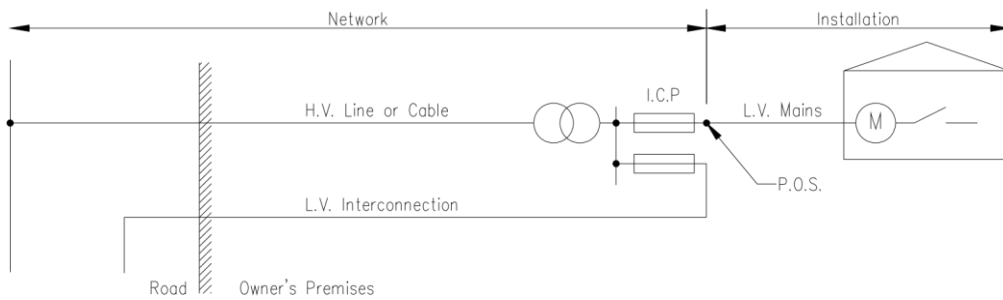 Network
Installation
I.C.P
H.V. Line or Cable
L.V. Mains
M
P.O.S.
L.V. Interconnection
Road
Owner's Premises